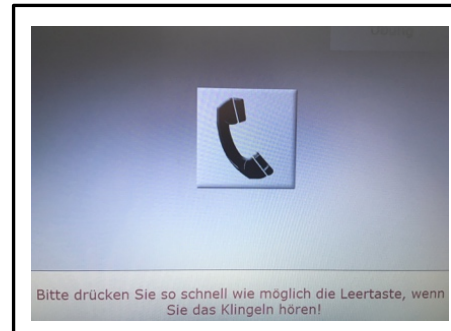 Bitte drücken Sie so schnell wie möglich die Leertaste, wenn
Sie das Klingeln hören!